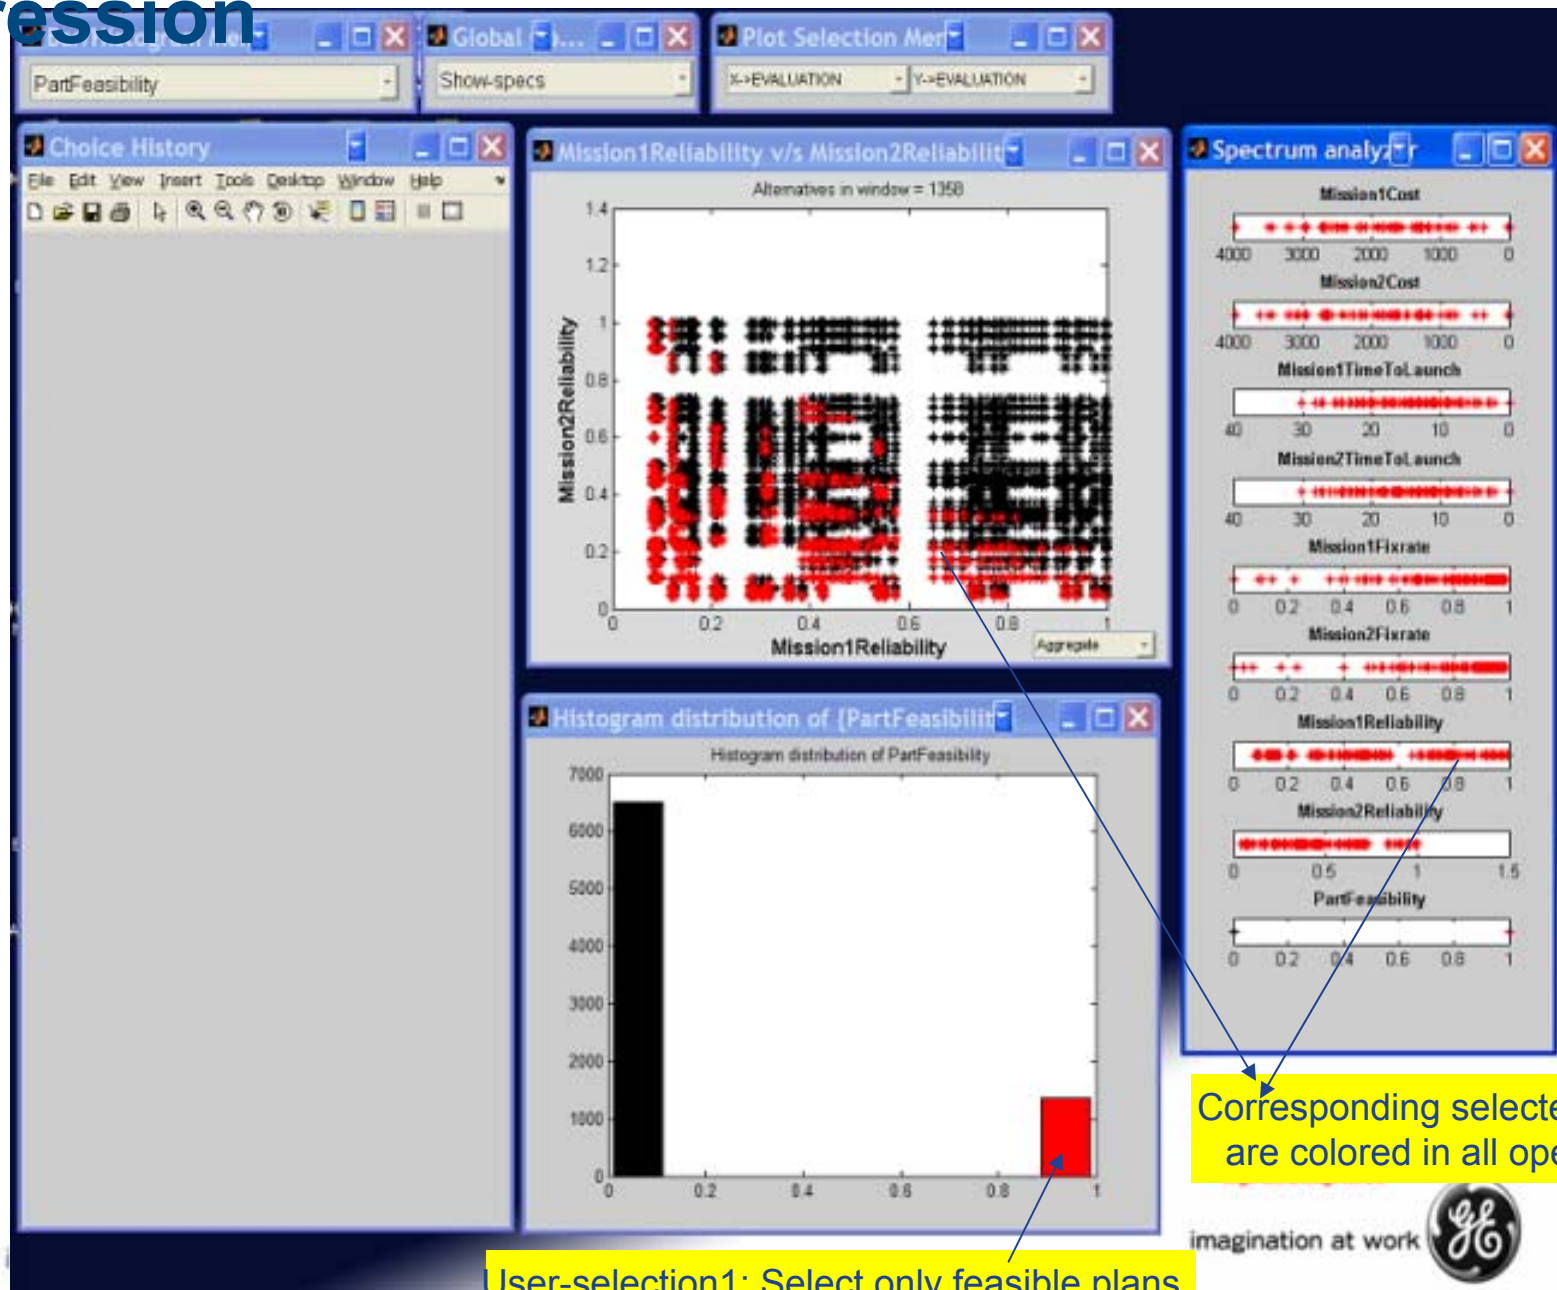 ression
PartFeasibility
Global
Show-specs
Plot Selection
X->EVALUATION
Y->EVALUATION
Choice History
File Edit View Insert Tools Desktop Window Help
Mission1Reliability v/s Mission2Reliabilit
Alternatives in window = 1358
1.4
1.2
1
0.8
0.6
0.4
0.2
0
Mission2Reliability
0 0.2 0.4 0.6 0.8 1
Mission1Reliability
Aggregate
Histogram distribution of {PartFeasibilit
Histogram distribution of PartFeasibility
7000
6000
5000
4000
3000
2000
1000
0
0 0.2 0.4 0.6 0.8 1
User-selection1: Select only feasible plans
Spectrum analyz
Mission1Cost
4000 3000 2000 1000 0
Mission2Cost
4000 3000 2000 1000 0
Mission1TimeToLaunch
40 30 20 10 0
Mission2TimeToLaunch
40 30 20 10 0
Mission1Fixrate
0 0.2 0.4 0.6 0.8 1
Mission2Fixrate
0 0.2 0.4 0.6 0.8 1
Mission1Reliability
0 0.2 0.4 0.6 0.8 1
Mission2Reliability
0 0.5 1 1.5
PartFeasibility
0 0.2 0.4 0.6 0.8 1
Corresponding selecte
are colored in all ope
imagination at work
GE